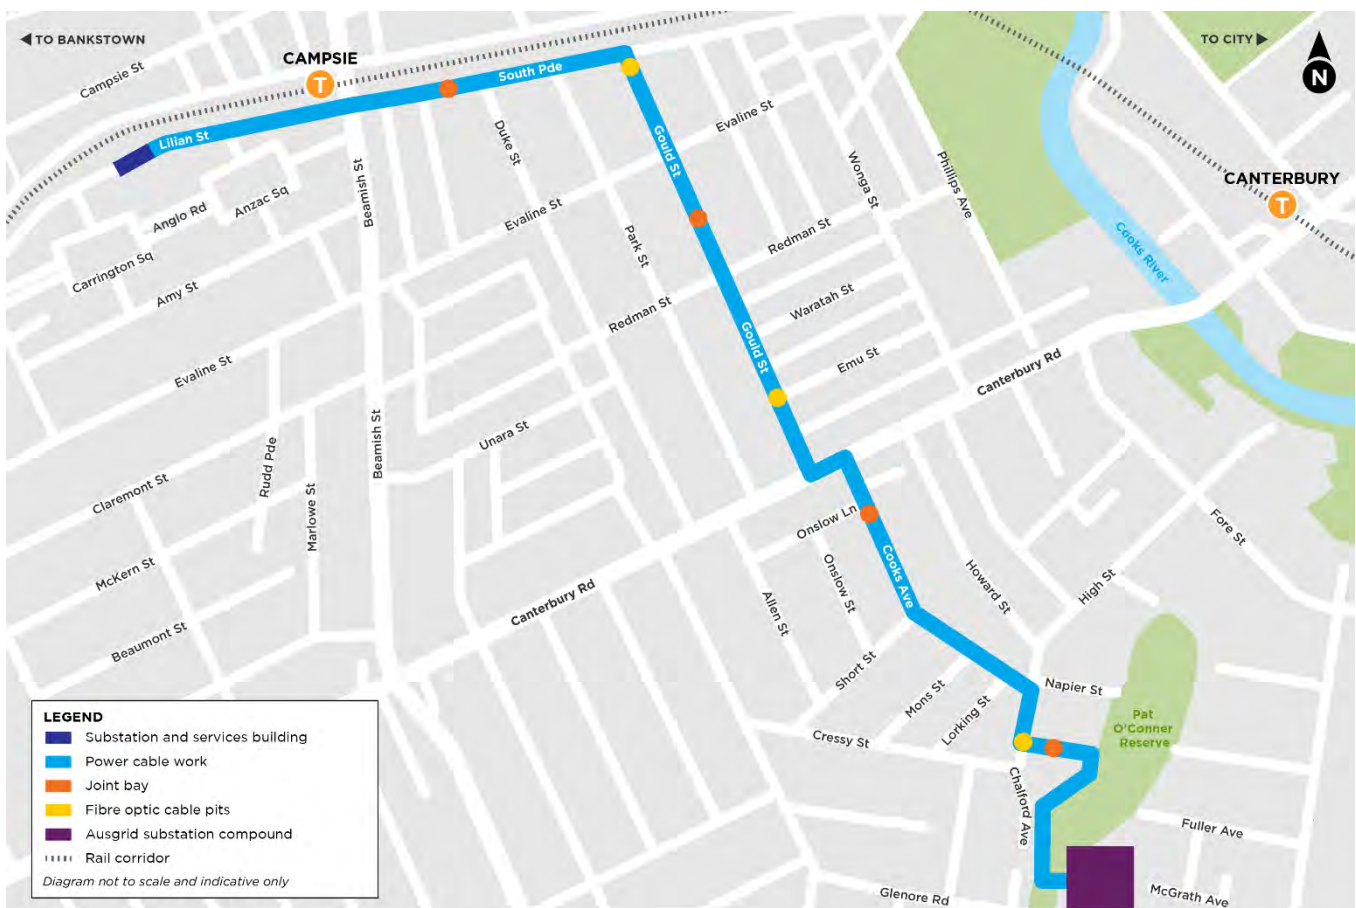 TO BANKSTOWN
TO CITY
N
CAMPSIE
T
Campsie St
South Pde
Lilian St
Duke St
Gould St
Evaline St
Wonga St
Phillips Ave
CANTERBURY
T
Cooks River
Beamish St
Anglo Rd
Anzac Sq
Evaline St
Park St
Redman St
Carrington Sq
Amy St
Redman St
Waratah St
Gould St
Emu St
Canterbury Rd
Evaline St
Rudd Pde
Beamish St
Unara St
Claremont St
Marlowe St
Onslow Ln
Fore St
McKern St
Canterbury Rd
Allen St
Onslow St
Cooks Ave
Howard St
High St
Beaumont St
Short St
Mons St
Lorking St
Napier St
Cressy St
Pat
O'Conner
Reserve
Chalford Ave
Fuller Ave
Glenore Rd
McGrath Ave
LEGEND
Substation and services building
Power cable work
Joint bay
Fibre optic cable pits
Ausgrid substation compound
Rail corridor
Diagram not to scale and indicative only